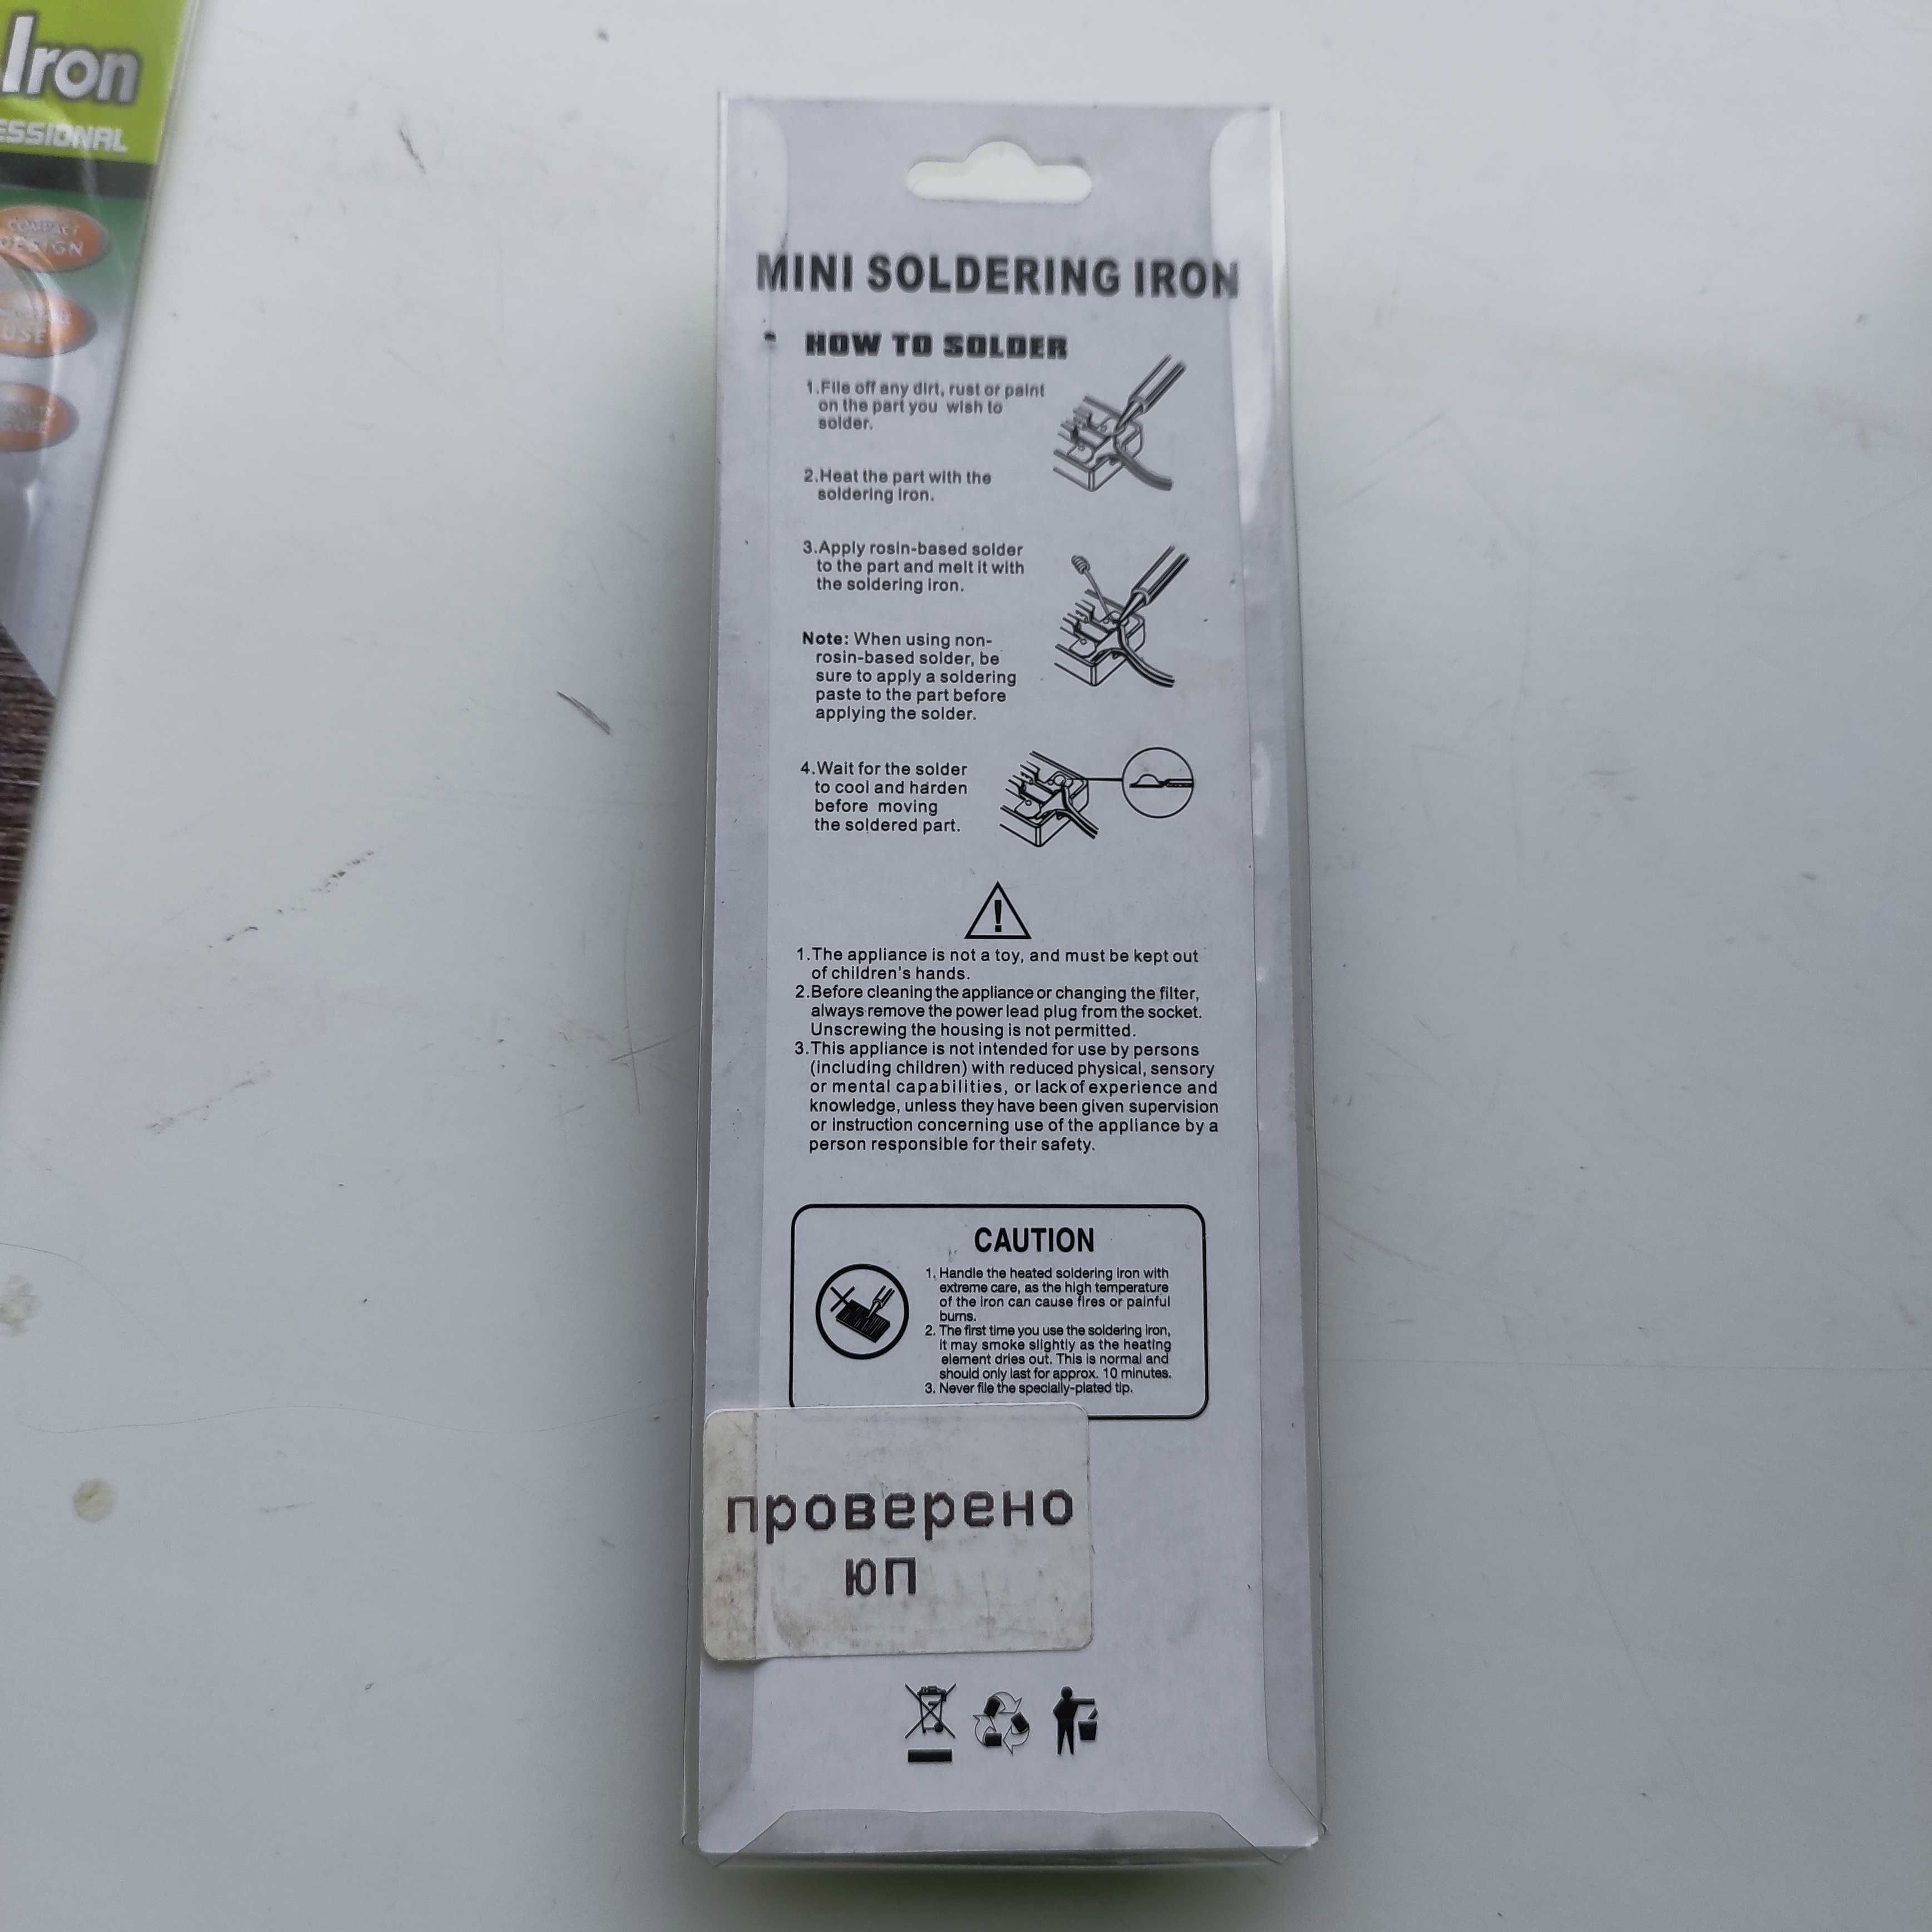 Iron
ESSIONAL
COMPACT
DESIGN
USE
MINI SOLDERING IRON
HOW TO SOLDER
1.File off any dirt, rust or paint
on the part you wish to
solder.
2.Heat the part with the
soldering iron.
3.Apply rosin-based solder
to the part and melt it with
the soldering iron.
Note: When using non-
rosin-based solder, be
sure to apply a soldering
paste to the part before
applying the solder.
4.Wait for the solder
to cool and harden
before moving
the soldered part.
!
1.The appliance is not a toy, and must be kept out
of children's hands.
2.Before cleaning the appliance or changing the filter,
always remove the power lead plug from the socket.
Unscrewing the housing is not permitted.
3.This appliance is not intended for use by persons
(including children) with reduced physical, sensory
or mental capabilities, or lack of experience and
knowledge, unless they have been given supervision
or instruction concerning use of the appliance by a
person responsible for their safety.
CAUTION
1. Handle the heated soldering iron with
extreme care, as the high temperature
of the iron can cause fires or painful
burns.
2. The first time you use the soldering iron,
it may smoke slightly as the heating
element dries out. This is normal and
should only last for approx. 10 minutes.
3. Never file the specially-plated tip.
проверено
юп